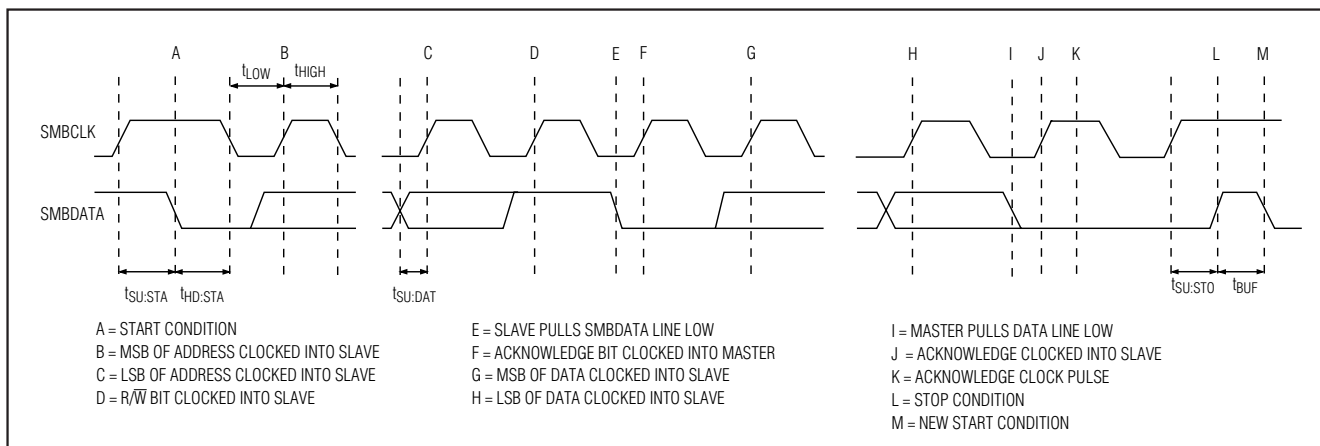 A B C D E F G H I J K L M
tLOW tHIGH
SMBCLK
SMBDATA
tSU:STA tHD:STA tSU:DAT tSU:STO tBUF
A = START CONDITION
B = MSB OF ADDRESS CLOCKED INTO SLAVE
C = LSB OF ADDRESS CLOCKED INTO SLAVE
D = R/W̅ BIT CLOCKED INTO SLAVE
E = SLAVE PULLS SMBDATA LINE LOW
F = ACKNOWLEDGE BIT CLOCKED INTO MASTER
G = MSB OF DATA CLOCKED INTO SLAVE
H = LSB OF DATA CLOCKED INTO SLAVE
I = MASTER PULLS DATA LINE LOW
J = ACKNOWLEDGE CLOCKED INTO SLAVE
K = ACKNOWLEDGE CLOCK PULSE
L = STOP CONDITION
M = NEW START CONDITION